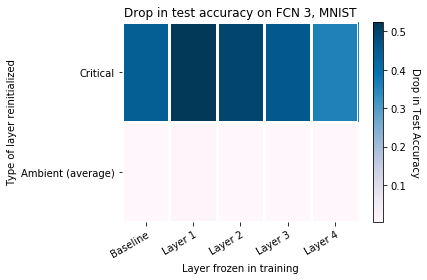 Drop in test accuracy on FCN 3, MNIST
Type of layer reinitialized
Critical
Ambient (average)
Baseline
Layer 1
Layer 2
Layer 3
Layer 4
Layer frozen in training
0.5
0.4
0.3
0.2
0.1
Drop in Test Accuracy